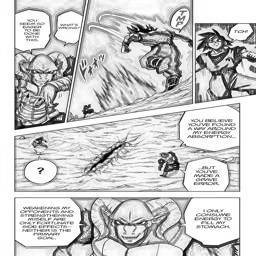 YOU SEEM
SO EAGER
TO BE
DONE
WITH
THIS.
WHAT'S
WRONG?
TCH!
YOU BELIEVE
YOU'VE FOUND
A WAY AROUND
MY ENERGY
ABSORPTION...
...BUT
YOU'VE
MADE A
GRAVE
ERROR.
?
WEAKENING MY
OPPONENTS AND
STRENGTHENING
MYSELF ARE
ONLY FORTUNATE
SIDE EFFECTS—
NEITHER IS THE
PRIMARY
GOAL.
I ONLY
CONSUME
ENERGY TO
FILL MY
STOMACH.